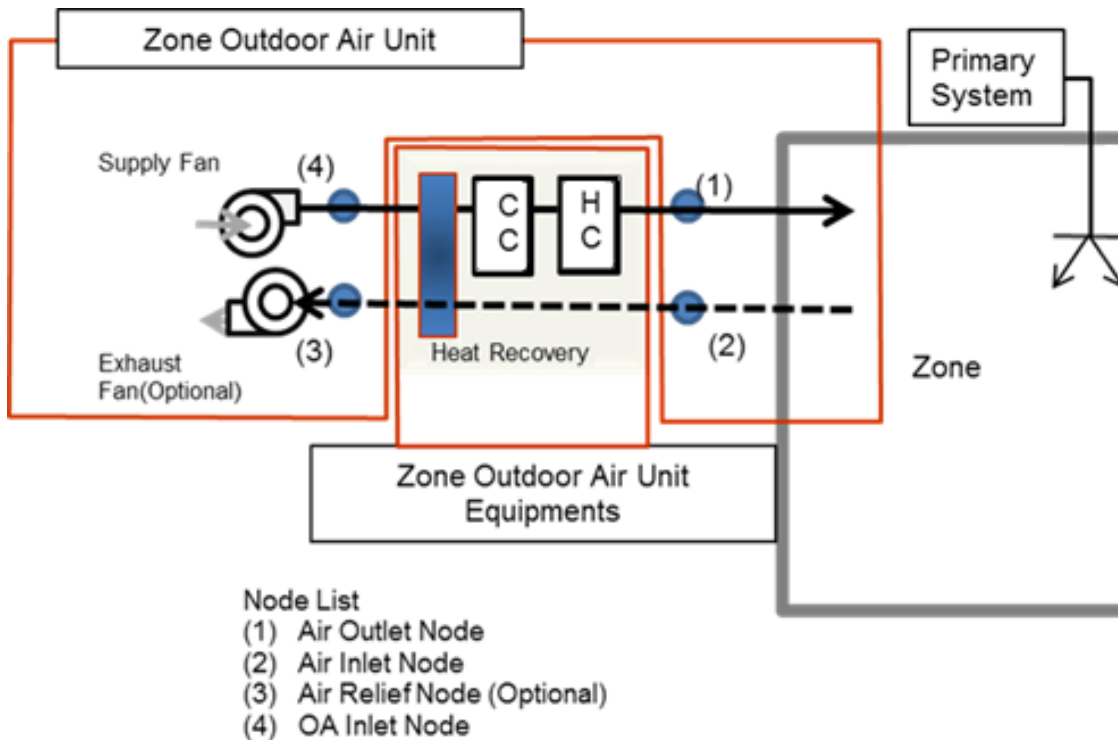 Zone Outdoor Air Unit
Primary
System
Supply Fan
(4)
C
C
H
C
(1)
Exhaust
Fan(Optional)
(3)
Heat Recovery
(2)
Zone
Zone Outdoor Air Unit
Equipments
Node List
(1) Air Outlet Node
(2) Air Inlet Node
(3) Air Relief Node (Optional)
(4) OA Inlet Node